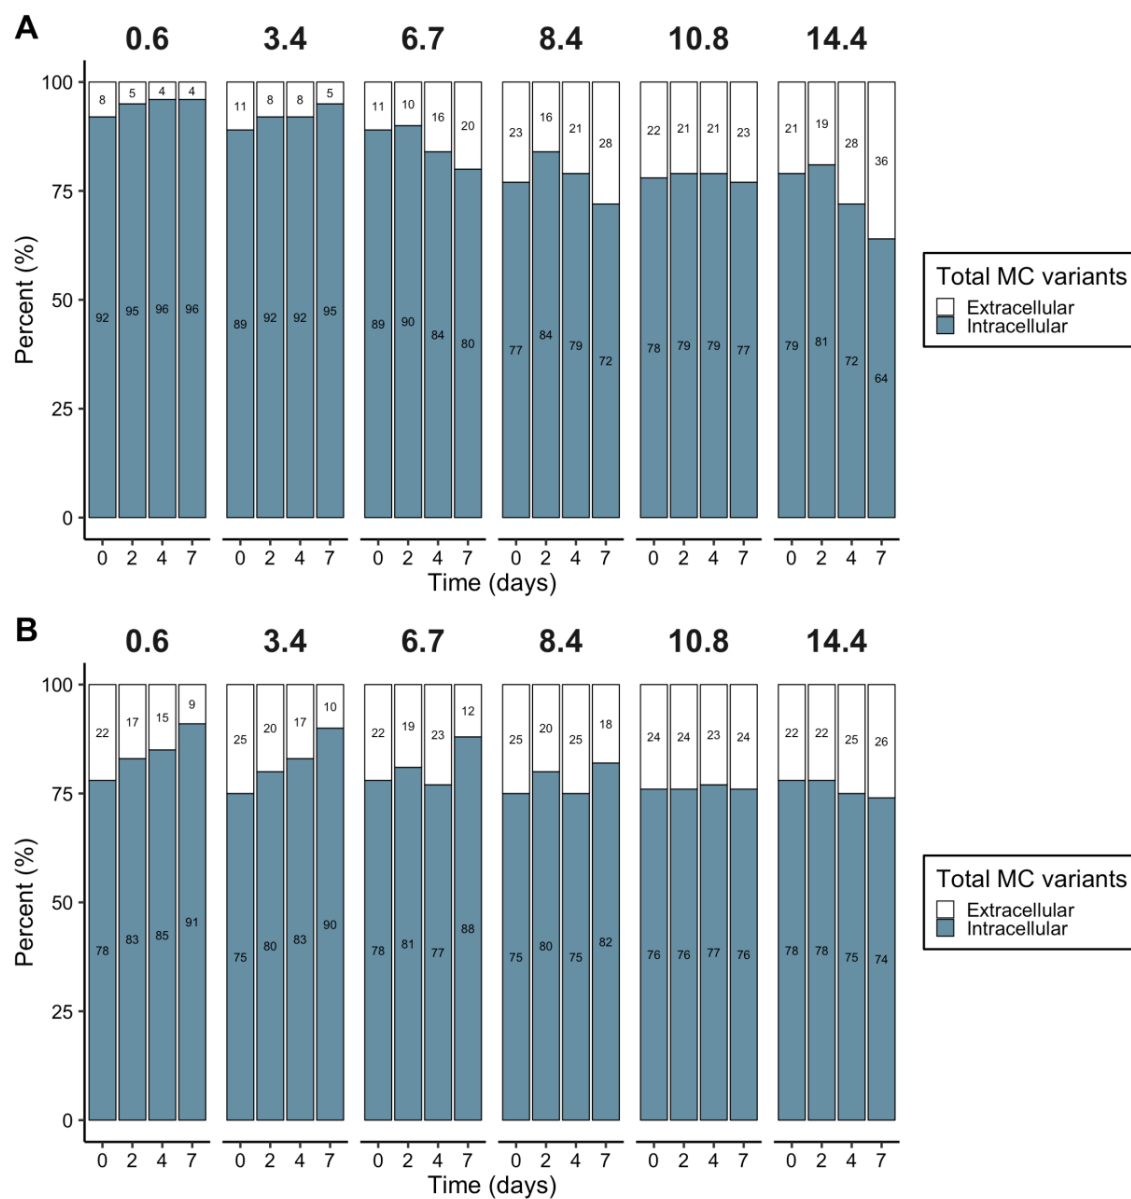 A
0.6 3.4 6.7 8.4 10.8 14.4
Percent (%)
100
75
50
25
0
8 5 4 4 11 8 8 5 11 10 16 20 23 16 21 28 22 21 21 23 21 19 28 36
92 95 96 96 89 92 92 95 89 90 84 80 77 84 79 72 78 79 79 77 79 81 72 64
0 2 4 7 0 2 4 7 0 2 4 7 0 2 4 7 0 2 4 7 0 2 4 7
Time (days)
Total MC variants
Extracellular
Intracellular
B
0.6 3.4 6.7 8.4 10.8 14.4
Percent (%)
100
75
50
25
0
22 17 15 9 25 20 17 10 22 19 23 12 25 20 25 18 24 24 23 24 22 22 25 26
78 83 85 91 75 80 83 90 78 81 77 88 75 80 75 82 76 76 77 76 78 78 75 74
0 2 4 7 0 2 4 7 0 2 4 7 0 2 4 7 0 2 4 7 0 2 4 7
Time (days)
Total MC variants
Extracellular
Intracellular